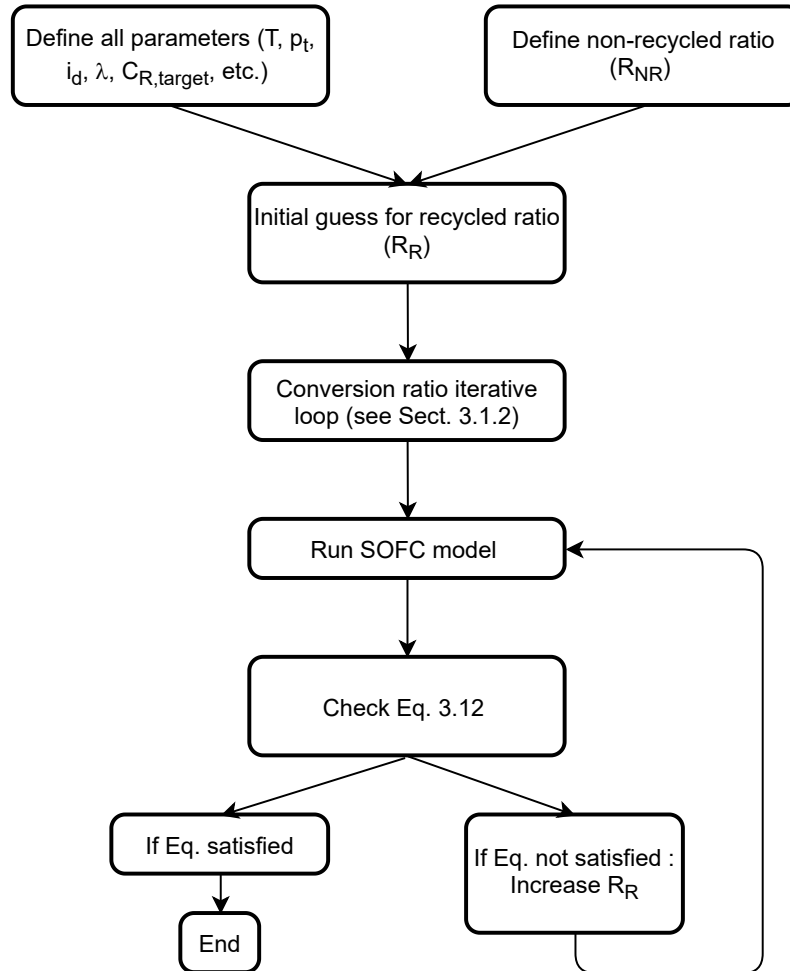 Define all parameters (T, pt,
id, λ, CR,target, etc.)
Define non-recycled ratio
(RNR)
Initial guess for recycled ratio
(RR)
Conversion ratio iterative
loop (see Sect. 3.1.2)
Run SOFC model
Check Eq. 3.12
If Eq. satisfied
If Eq. not satisfied :
Increase RR
End